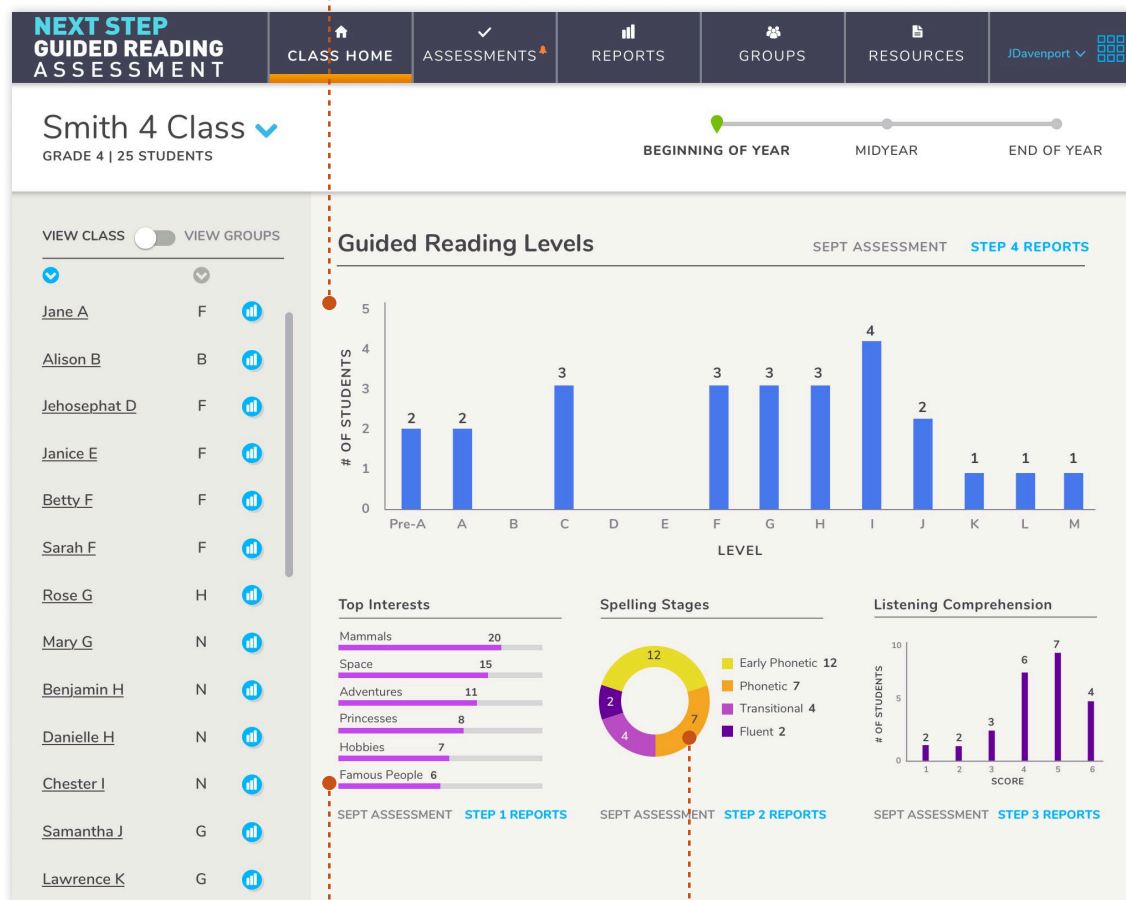 NEXT STEP
GUIDED READING
ASSESSMENT
CLASS HOME
ASSESSMENTS
REPORTS
GROUPS
RESOURCES
JDavenport
Smith 4 Class
GRADE 4 | 25 STUDENTS
BEGINNING OF YEAR
MIDYEAR
END OF YEAR
VIEW CLASS VIEW GROUPS
Jane A F
Alison B B
Jehosephat D F
Janice E F
Betty F F
Sarah F F
Rose G H
Mary G N
Benjamin H N
Danielle H N
Chester I N
Samantha J G
Lawrence K G
Guided Reading Levels
SEPT ASSESSMENT STEP 4 REPORTS
# OF STUDENTS
5
4
3
2
1
0
2 2 3 3 3 3 4 2 1 1 1
Pre-A A B C D E F G H I J K L M
LEVEL
Top Interests
Mammals 20
Space 15
Adventures 11
Princesses 8
Hobbies 7
Famous People 6
SEPT ASSESSMENT STEP 1 REPORTS
Spelling Stages
12
7
4
2
Early Phonetic 12
Phonetic 7
Transitional 4
Fluent 2
SEPT ASSESSMENT STEP 2 REPORTS
Listening Comprehension
# OF STUDENTS
10
5
0
2 2 3 6 7 4
1 2 3 4 5 6
SCORE
SEPT ASSESSMENT STEP 3 REPORTS